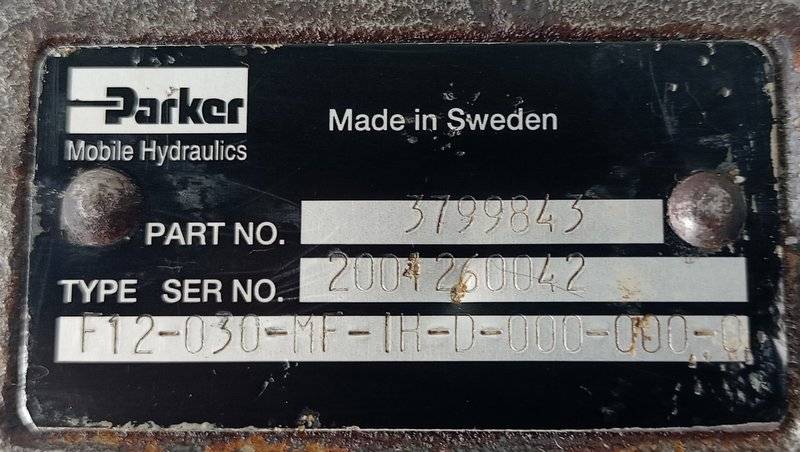 Parker
Mobile Hydraulics
Made in Sweden
PART NO. 3799843
TYPE SER NO. 2001260042
F12-030-MF-IH-D-000-000-0